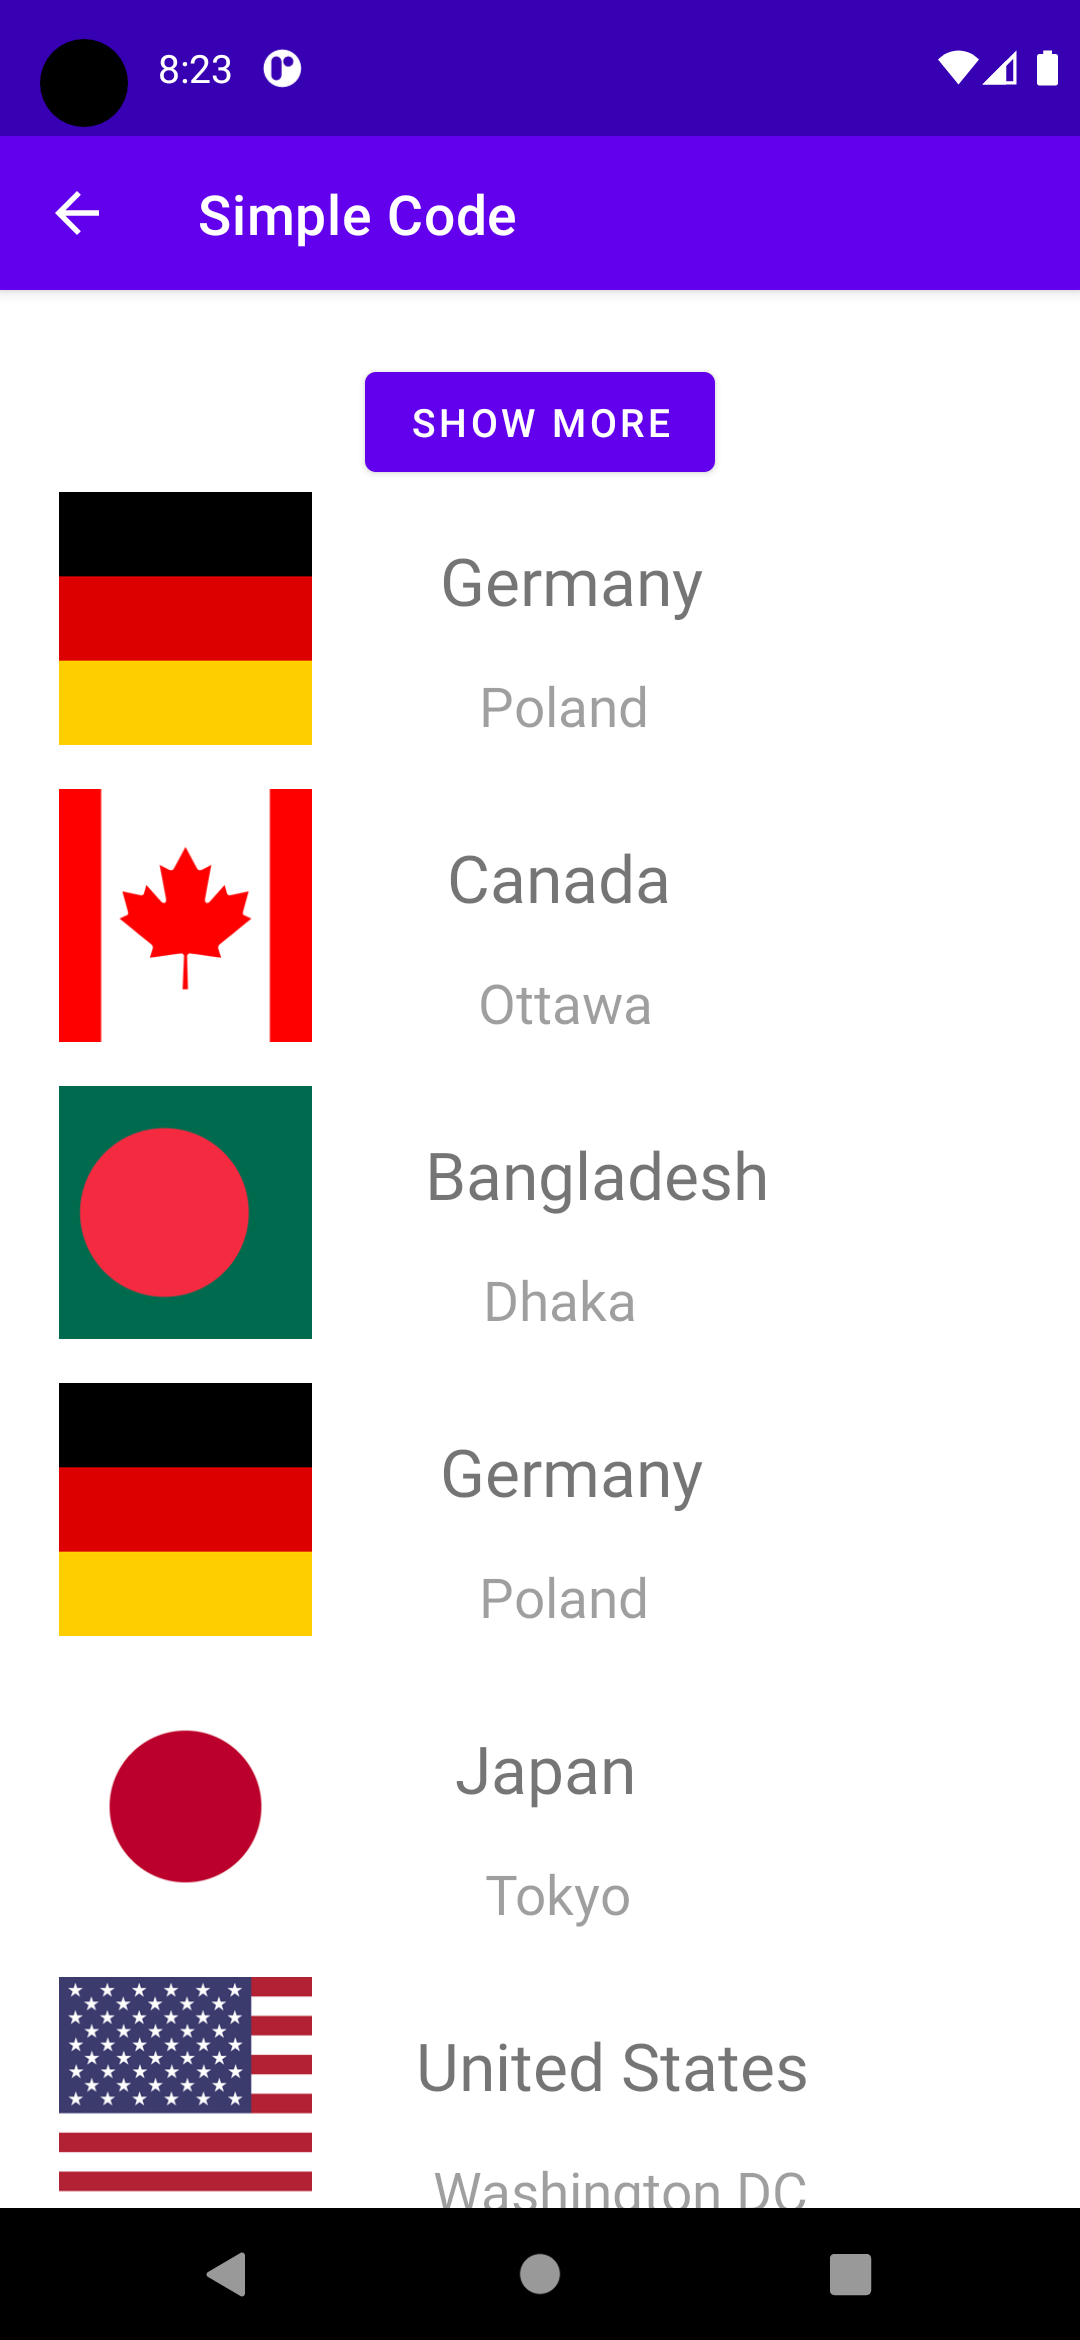 8:23
Simple Code
SHOW MORE
Germany
Poland
Canada
Ottawa
Bangladesh
Dhaka
Germany
Poland
Japan
Tokyo
United States
Washington DC